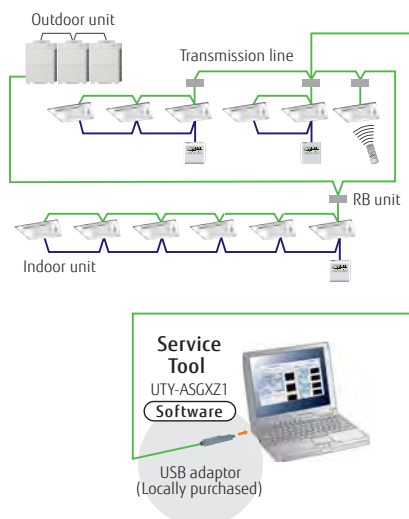 Outdoor unit
Transmission line
RB unit
Indoor unit
Service
Tool
UTY-ASGXZ1
Software
USB adaptor
(Locally purchased)